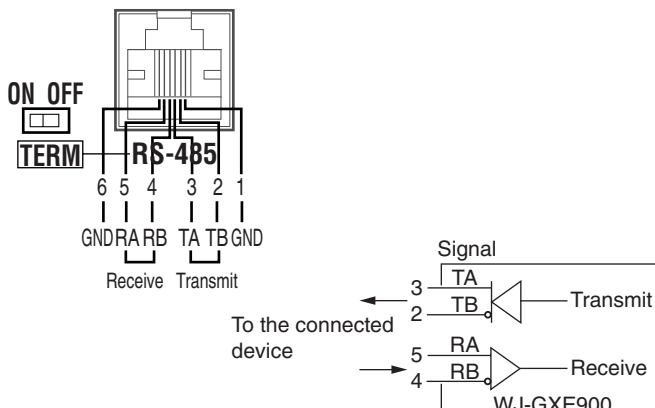 ON OFF
TERM
RS-485
6 5 4 3 2 1
GND RA RB TA TB GND
Receive Transmit
Signal
3 TA
2 TB
Transmit
To the connected
device
5 RA
4 RB
Receive
WJ-GXE900